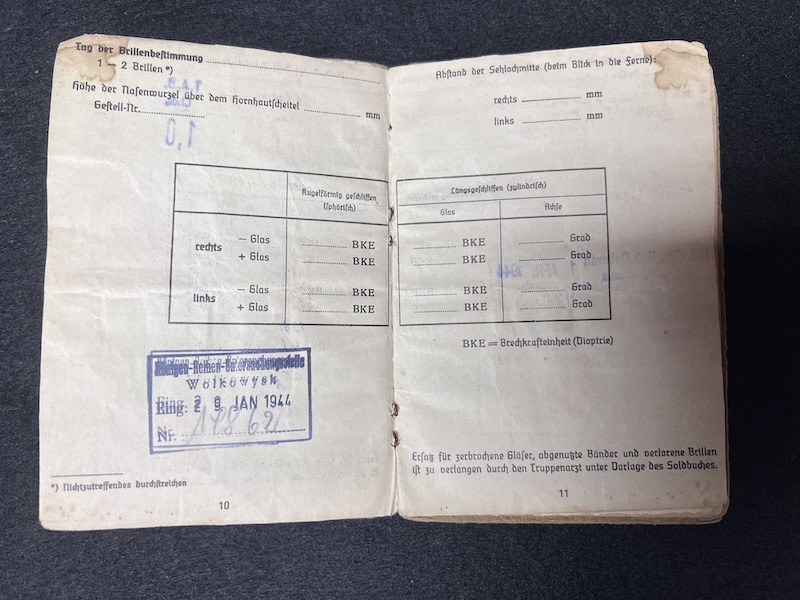 Tag der Brillenbestimmung
1 – 2 Brillen *)
Höhe der Nasenwurzel über dem Hornhautscheitel mm
Gestell-Nr.
Kugelförmig geschliffen
(sphärisch)
rechts
– Glas BKE
+ Glas BKE
links
– Glas BKE
+ Glas BKE
Röntgen-Reihen-Untersuchungsstelle
Wolkowysk
Eing. 29 JAN 1944
Nr.
*) Nichtzutreffendes durchstreichen
10
Abstand der Sehlochmitte (beim Blick in die Ferne):
rechts mm
links mm
Längsgeschliffen (zylindrisch)
Glas Achse
BKE Grad
BKE Grad
BKE Grad
BKE Grad
BKE = Brechkrafteinheit (Dioptrie)
Ersatz für zerbrochene Gläser, abgenutzte Bänder und verlorene Brillen
ist zu verlangen durch den Truppenarzt unter Vorlage des Soldbuches.
11